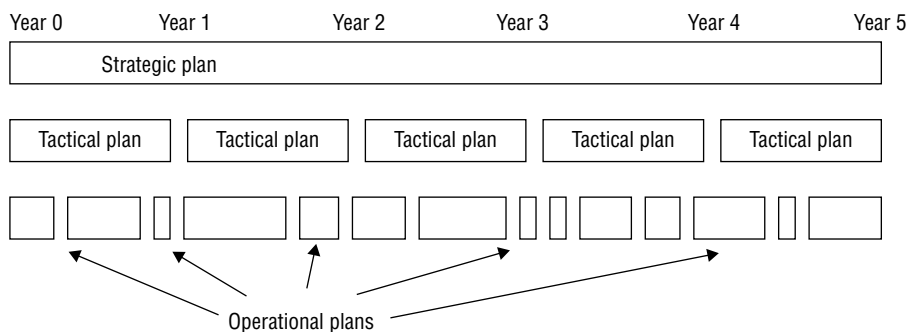 Year 0 Year 1 Year 2 Year 3 Year 4 Year 5
Strategic plan
Tactical plan Tactical plan Tactical plan Tactical plan Tactical plan
Operational plans